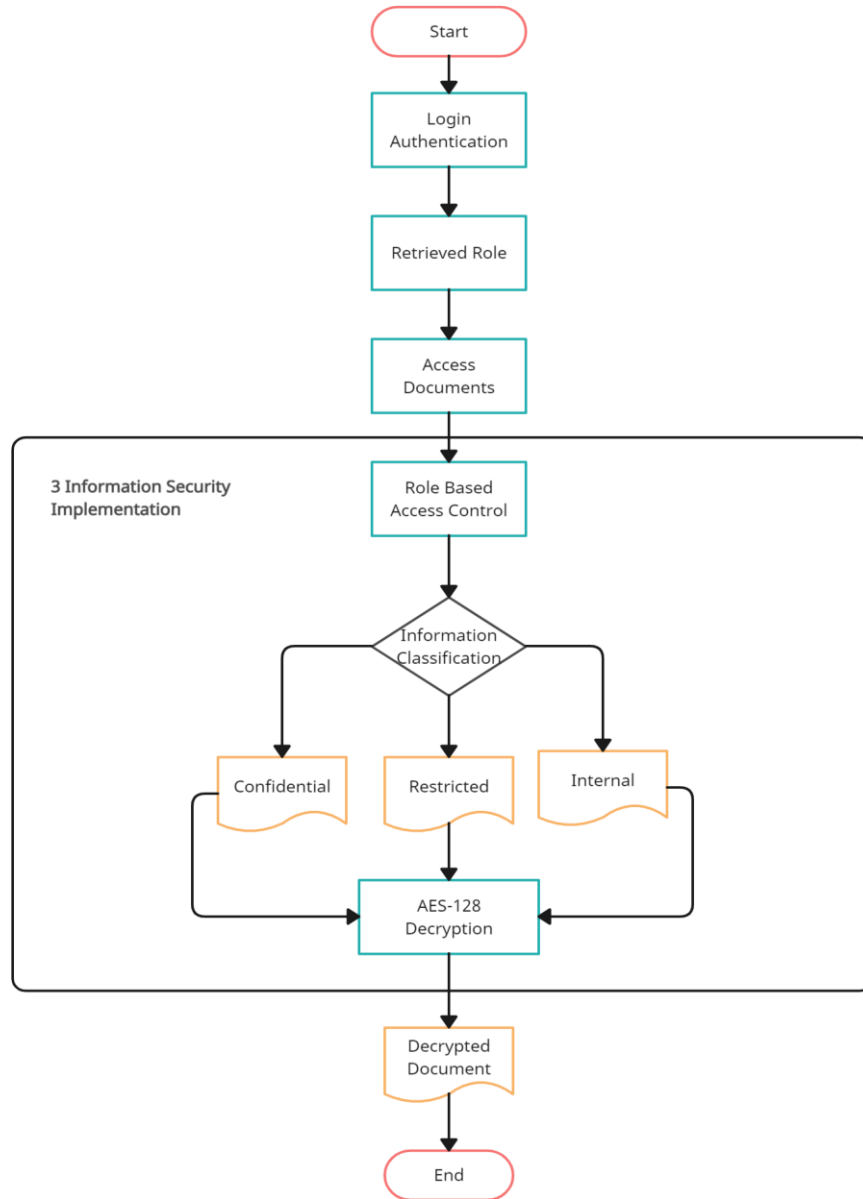 Start
Login
Authentication
Retrieved Role
Access
Documents
3 Information Security
Implementation
Role Based
Access Control
Information
Classification
Confidential
Restricted
Internal
AES-128
Decryption
Decrypted
Document
End